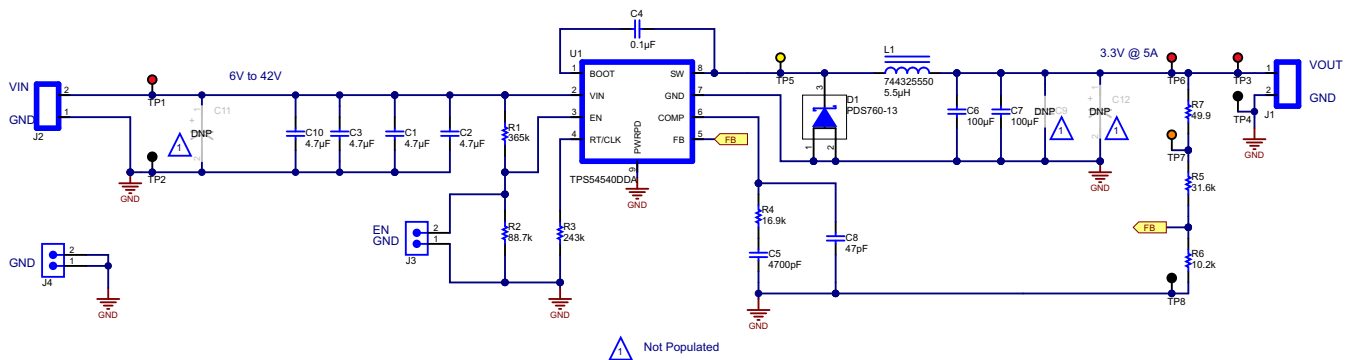 C4
0.1µF
U1
1
BOOT
SW
8
2
VIN
GND
7
3
EN
COMP
6
4
RT/CLK
FB
5
PWRPD
9
TPS54540DDA
GND
6V to 42V
VIN
GND
2
1
J2
TP1
TP2
GND
C11
DNP
+
2
1
C10
4.7µF
C3
4.7µF
C1
4.7µF
C2
4.7µF
R1
365k
R2
88.7k
R3
243k
GND
EN
GND
2
1
J3
GND
2
1
J4
GND
FB
TP5
3
D1
PDS760-13
1
2
L1
744325550
5.5µH
C6
100µF
C7
100µF
C9
DNP
1
C12
DNP
+
2
1
GND
3.3V @ 5A
TP6
TP3
TP4
VOUT
GND
1
2
J1
GND
R7
49.9
TP7
R5
31.6k
FB
R6
10.2k
TP8
R4
16.9k
C5
4700pF
C8
47pF
GND
1
Not Populated